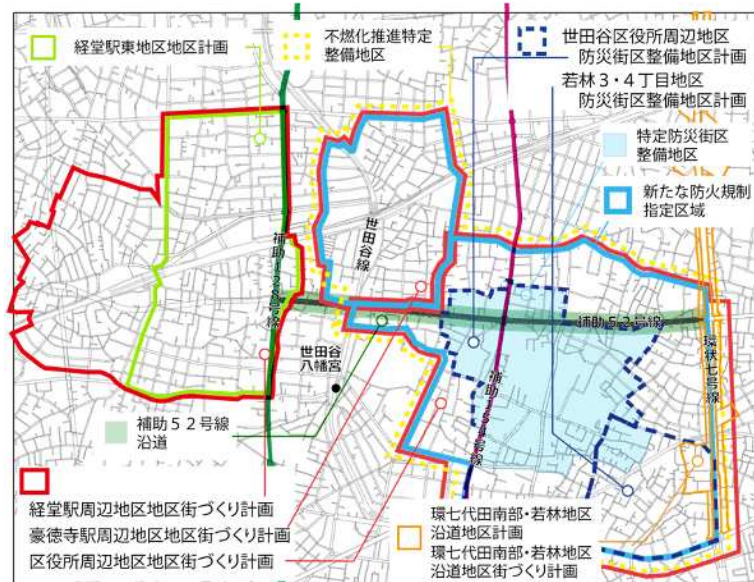 経堂駅東地区地区計画
不燃化推進特定
整備地区
世田谷区役所周辺地区
防災街区整備地区計画
若林3・4丁目地区
防災街区整備地区計画
特定防災街区
整備地区
新たな防火規制
指定区域
世田谷線
補助128号線
補助52号線
環状七号線
世田谷
八幡宮
補助154号線
補助52号線
沿道
経堂駅周辺地区地区街づくり計画
豪徳寺駅周辺地区地区街づくり計画
区役所周辺地区地区街づくり計画
環七代田南部・若林地区
沿道地区計画
環七代田南部・若林地区
沿道地区街づくり計画